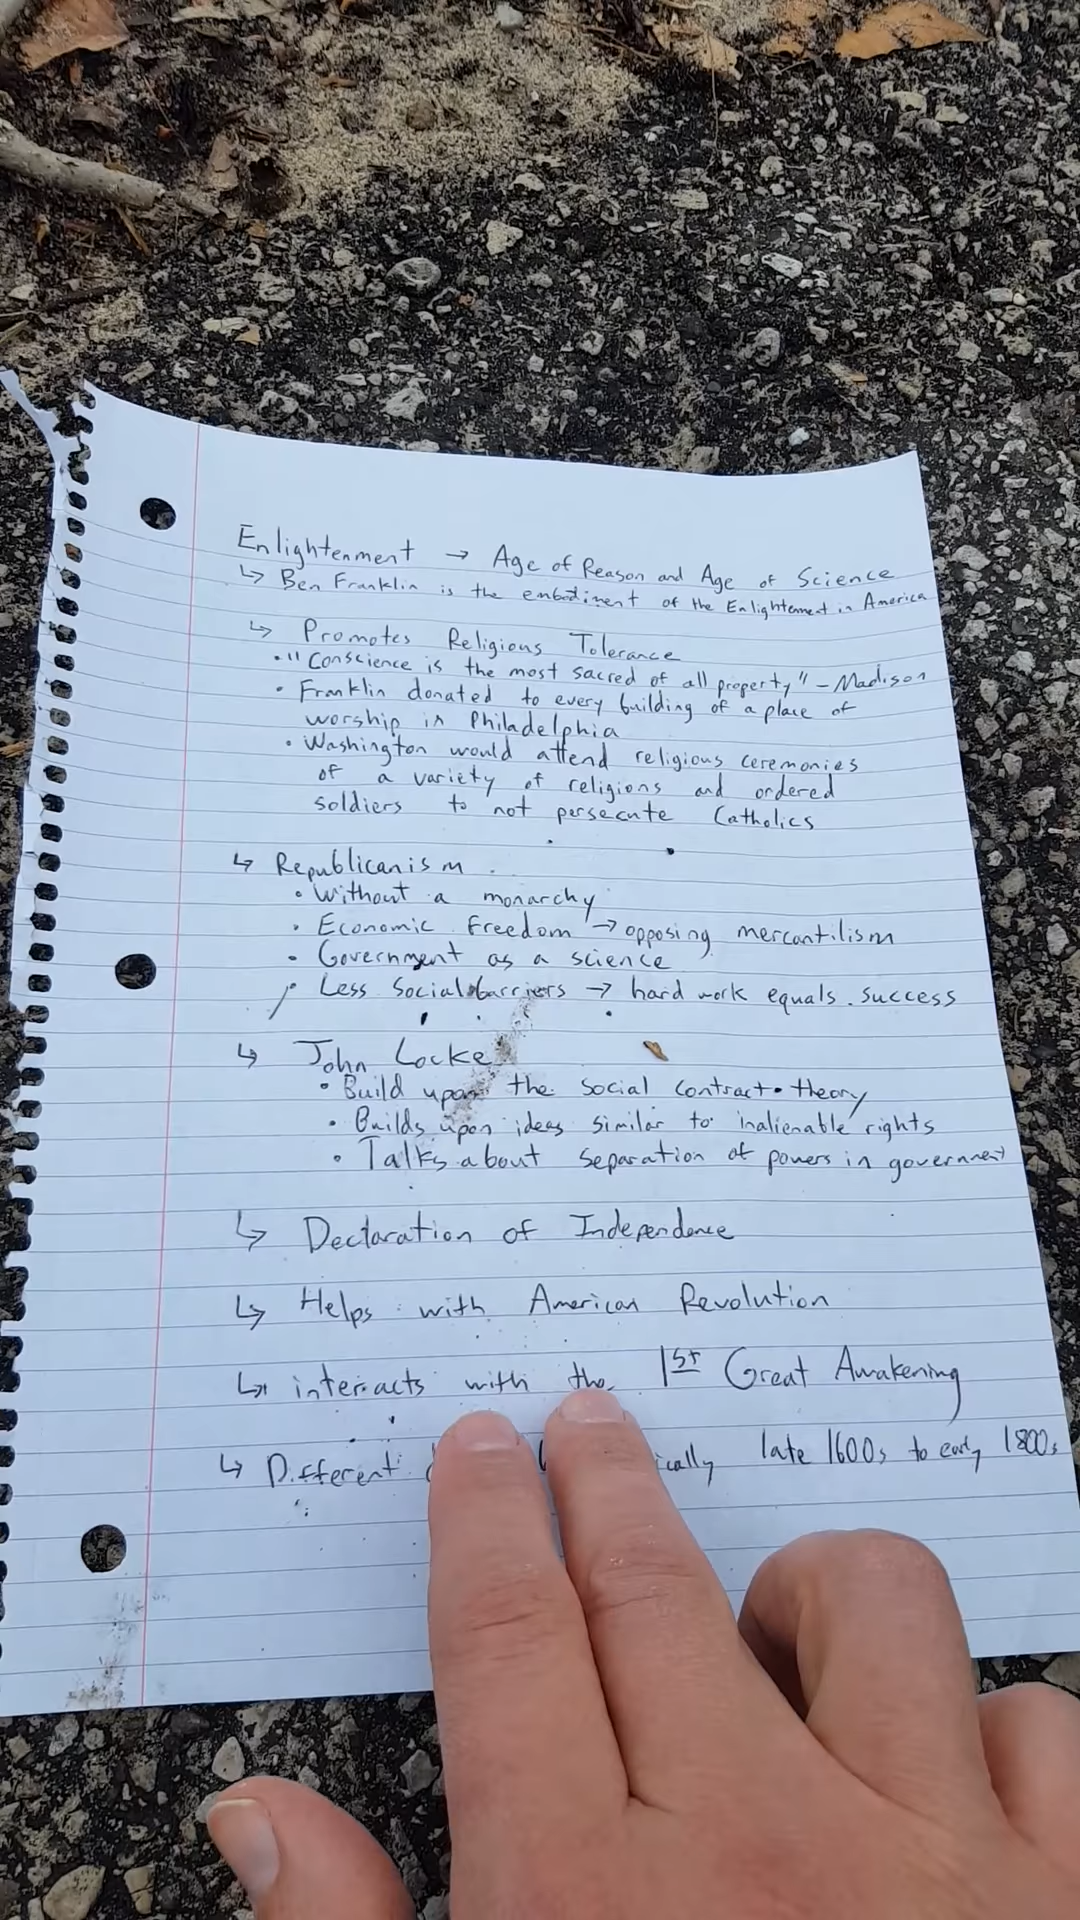 Enlightenment → Age of Reason and Age of Science
↳ Ben Franklin is the embodiment of the Enlightenment in America
↳ Promotes Religious Tolerance
• "Conscience is the most sacred of all property" - Madison
• Franklin donated to every building of a place of
worship in Philadelphia
• Washington would attend religious ceremonies
of a variety of religions and ordered
soldiers to not persecute Catholics
↳ Republicanism
• Without a monarchy
• Economic freedom → opposing mercantilism
• Government as a science
• Less Social barriers → hard work equals success
↳ John Locke
• Build upon the social contract theory
• Builds upon ideas similar to inalienable rights
• Talks about separation of powers in government
↳ Declaration of Independence
↳ Helps with American Revolution
↳ interacts with the 1st Great Awakening
↳ Different late 1600s to early 1800s